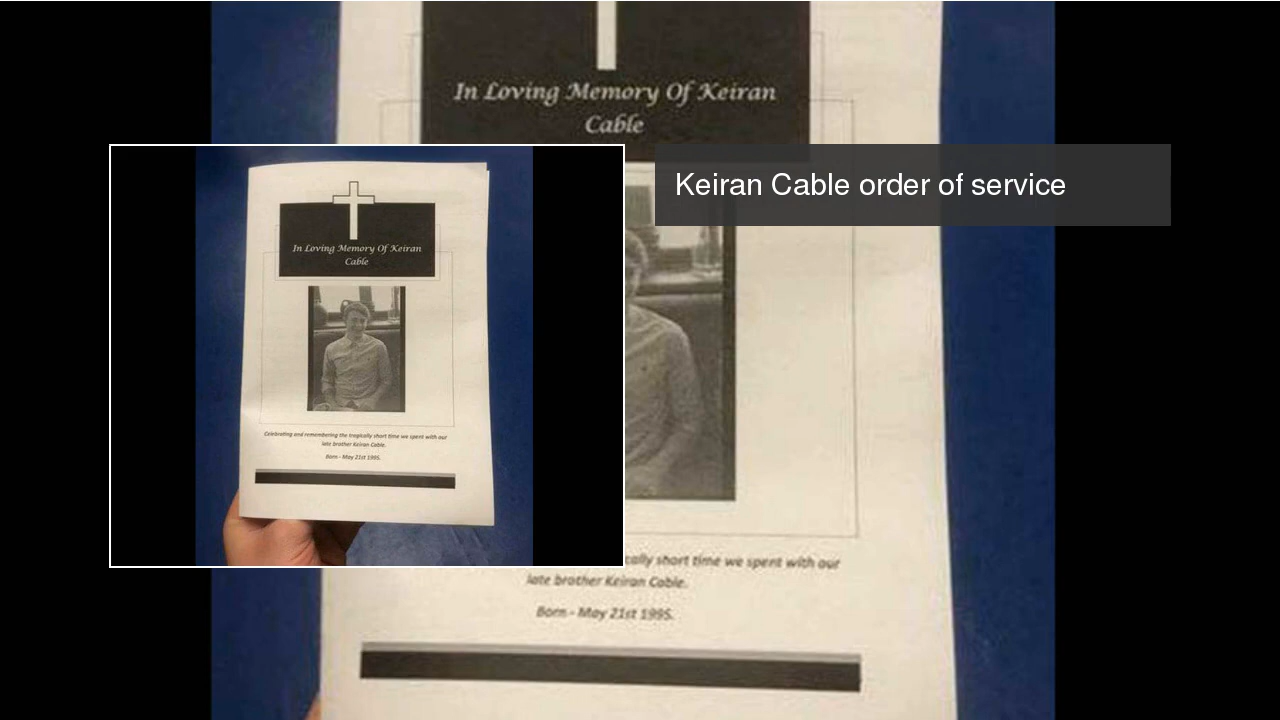 In Loving Memory Of Keiran
Cable
Keiran Cable order of service
In Loving Memory Of Keiran
Cable
Celebrating and remembering the tragically short time we spent with our
late brother Keiran Cable.
Born - May 21st 1995.
short time we spent with our
late brother Keiran Cable.
Born - May 21st 1995.